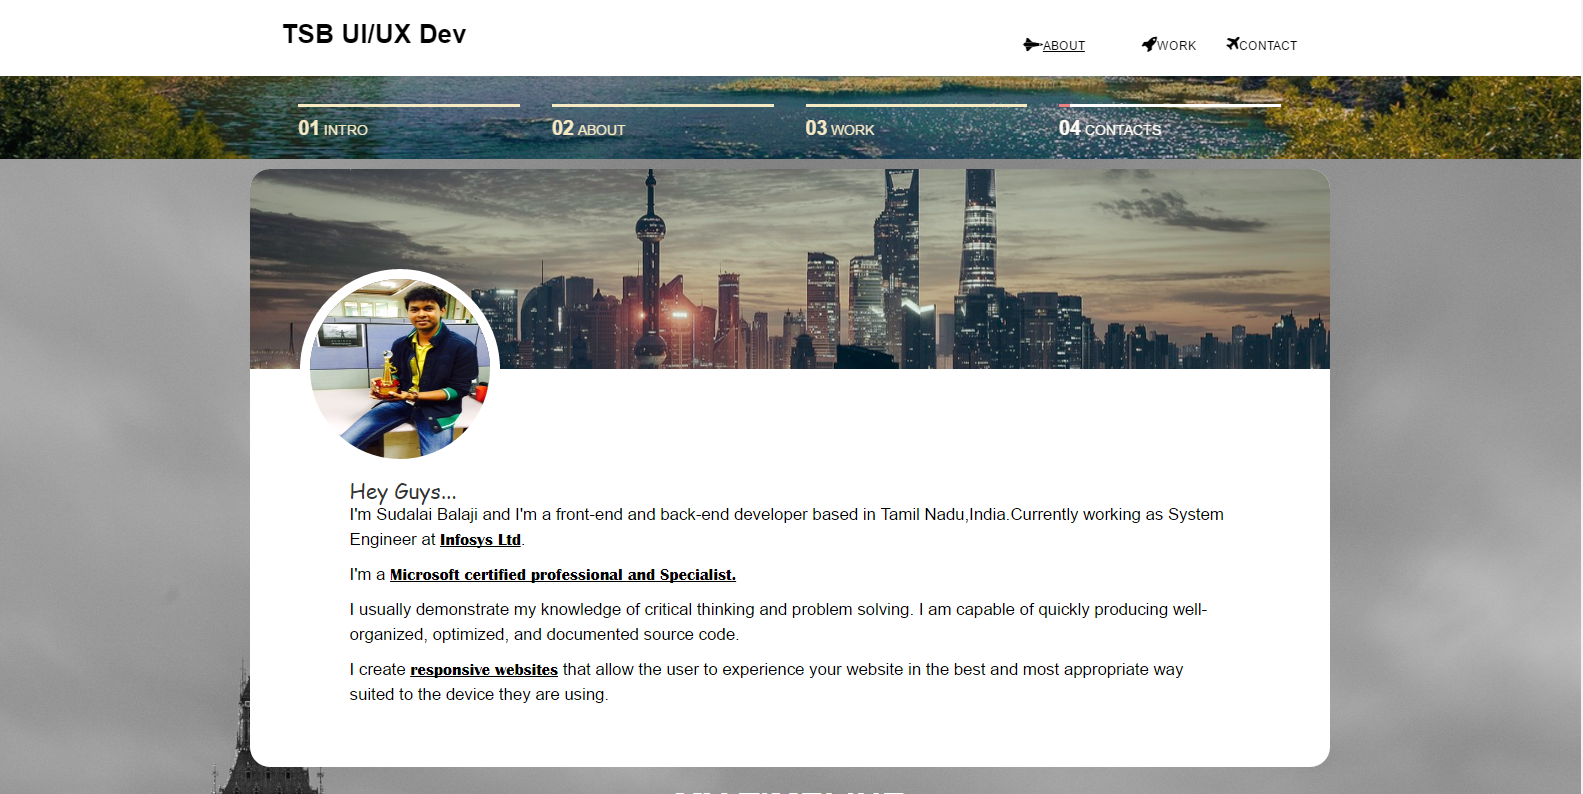 TSB UI/UX Dev
ABOUT WORK CONTACT
01 INTRO 02 ABOUT 03 WORK 04 CONTACTS
Hey Guys...
I'm Sudalai Balaji and I'm a front-end and back-end developer based in Tamil Nadu,India.Currently working as System
Engineer at Infosys Ltd.
I'm a Microsoft certified professional and Specialist.
I usually demonstrate my knowledge of critical thinking and problem solving. I am capable of quickly producing well-
organized, optimized, and documented source code.
I create responsive websites that allow the user to experience your website in the best and most appropriate way
suited to the device they are using.